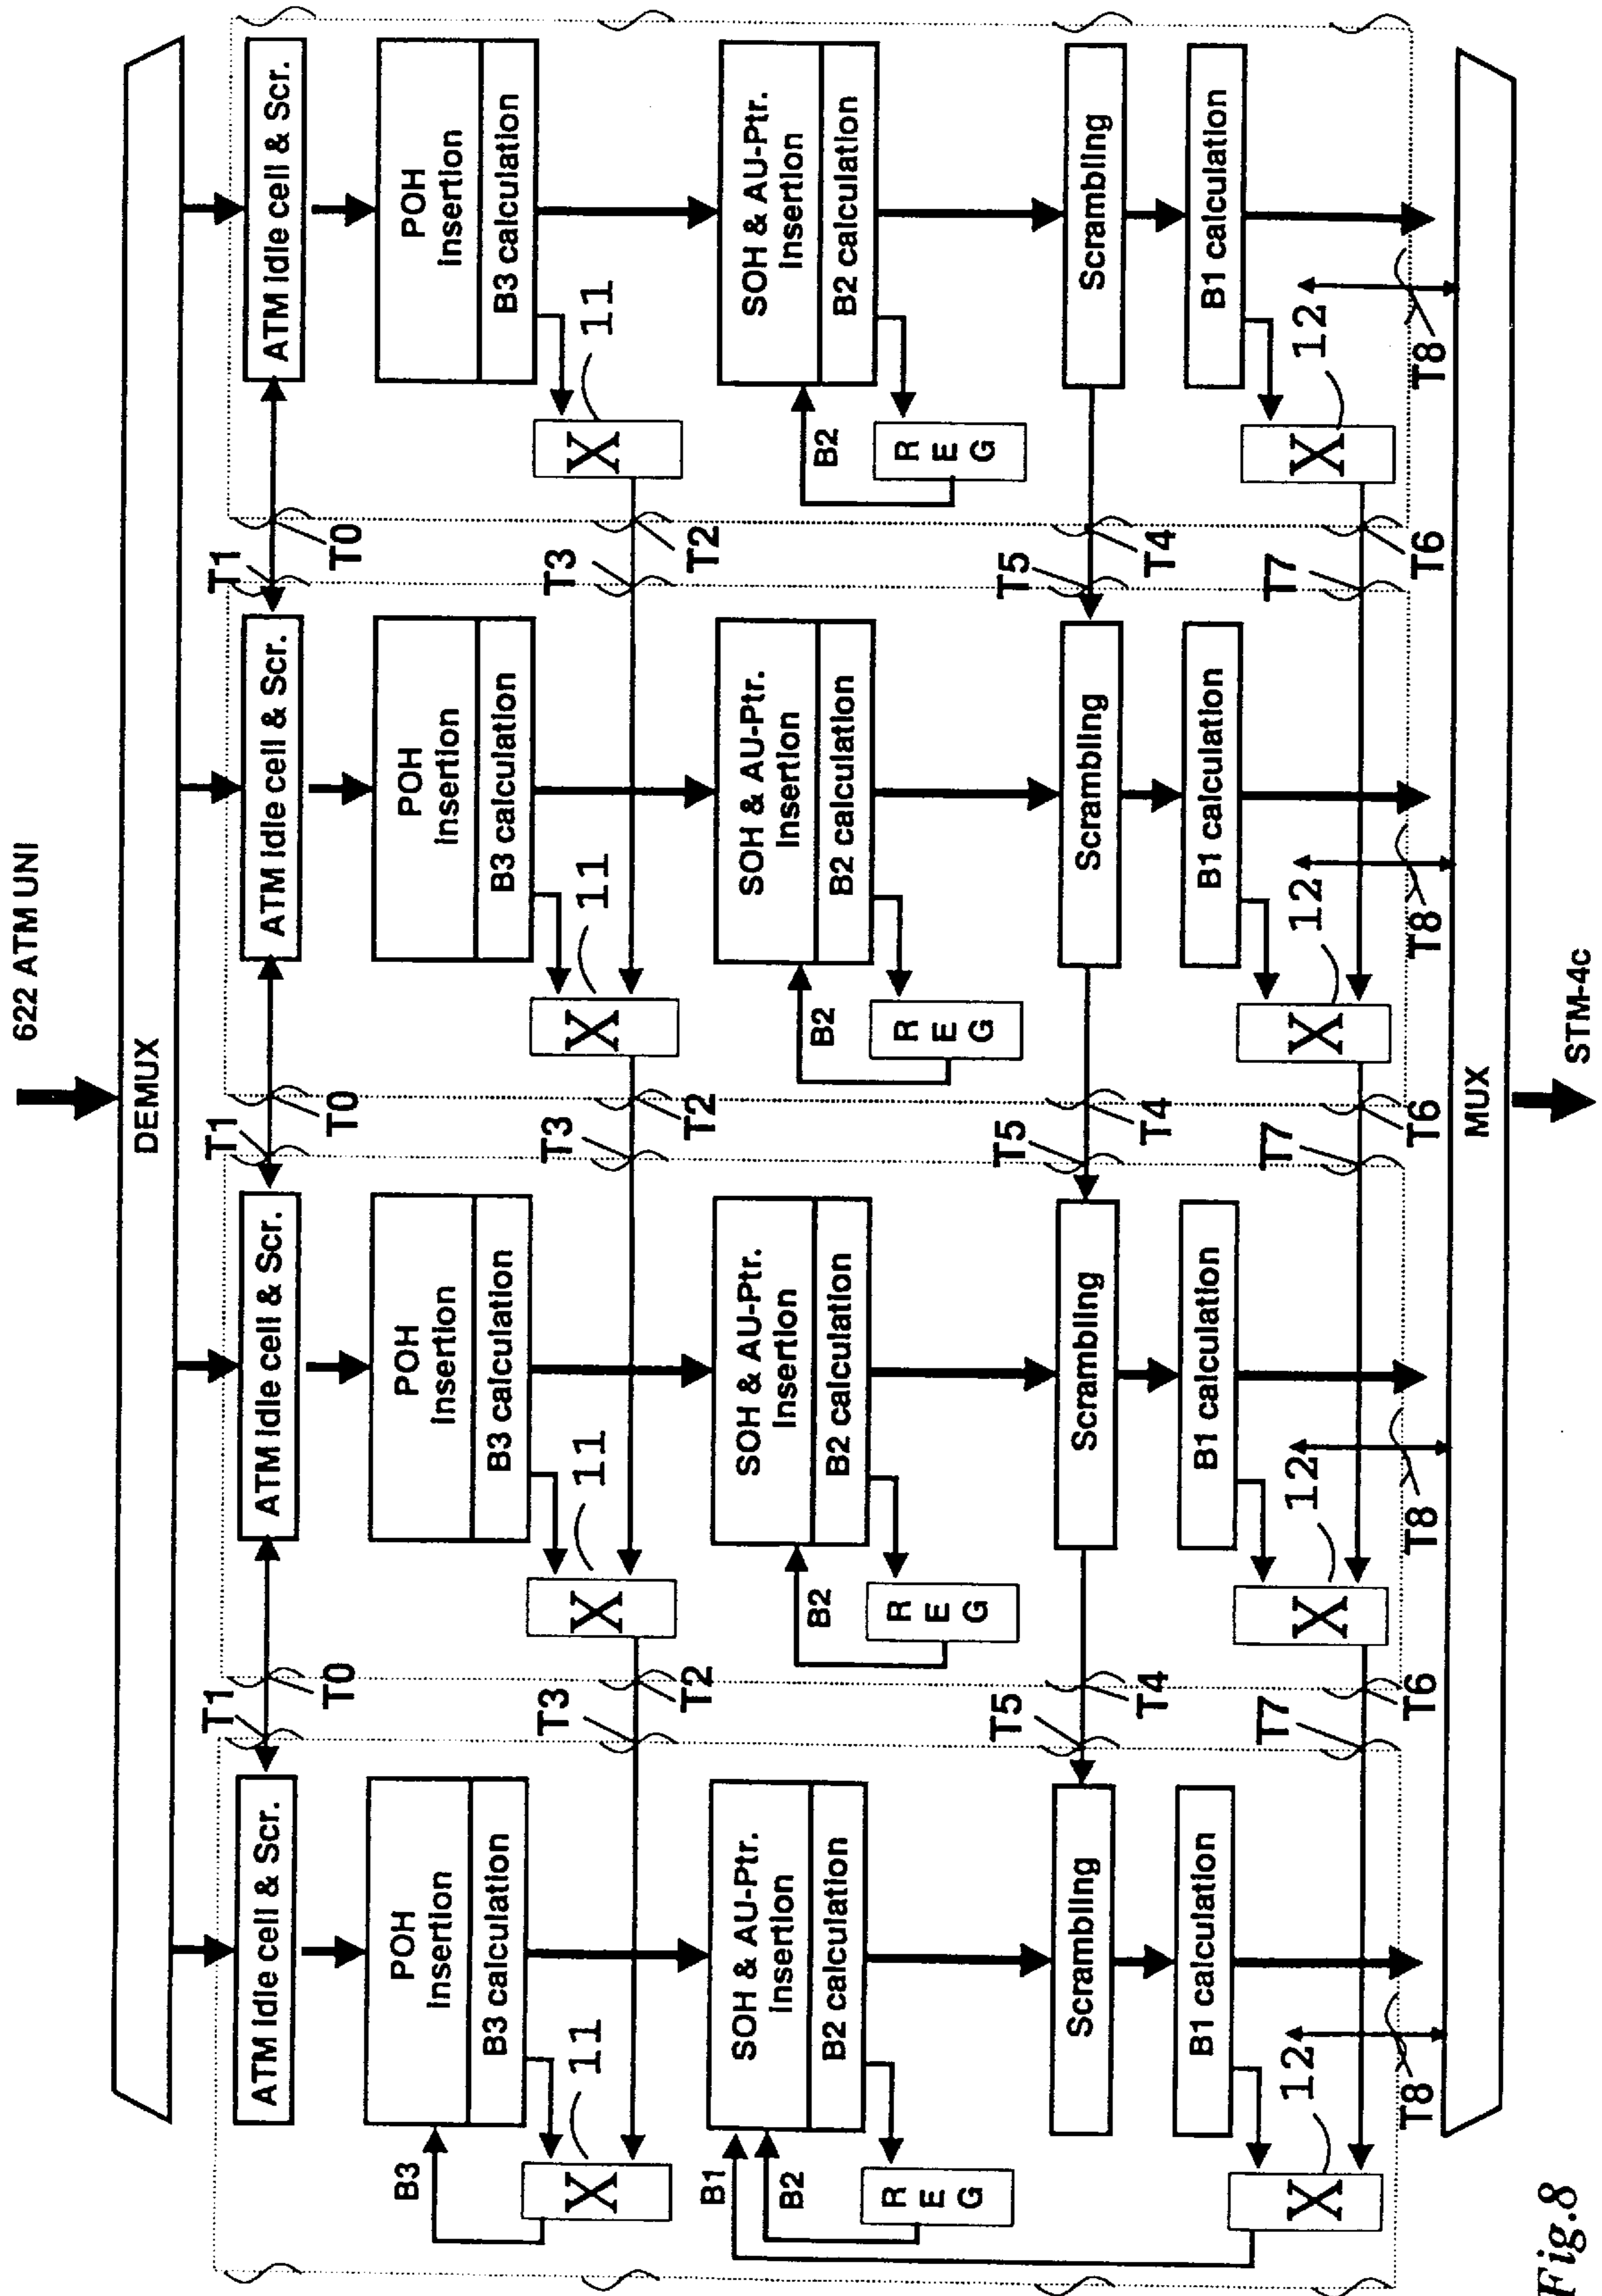 622 ATM UNI
DEMUX
ATM Idle cell & Scr.
POH
insertion
B3 calculation
B3
X
11
SOH & AU-Ptr.
insertion
B2 calculation
B1
B2
R E G
Scrambling
B1 calculation
X
12
T8
T1
T0
T3
T2
T5
T4
T7
T6
ATM Idle cell & Scr.
POH
insertion
B3 calculation
X
11
SOH & AU-Ptr.
Insertion
B2 calculation
B2
R E G
Scrambling
B1 calculation
X
12
T8
T1
T0
T3
T2
T5
T4
T7
T6
ATM Idle cell & Scr.
POH
insertion
B3 calculation
X
11
SOH & AU-Ptr.
Insertion
B2 calculation
B2
R E G
Scrambling
B1 calculation
X
12
T8
T1
T0
T3
T2
T5
T4
T7
T6
ATM Idle cell & Scr.
POH
insertion
B3 calculation
X
11
SOH & AU-Ptr.
Insertion
B2 calculation
B2
R E G
Scrambling
B1 calculation
X
12
T8
MUX
STM-4c
Fig.8